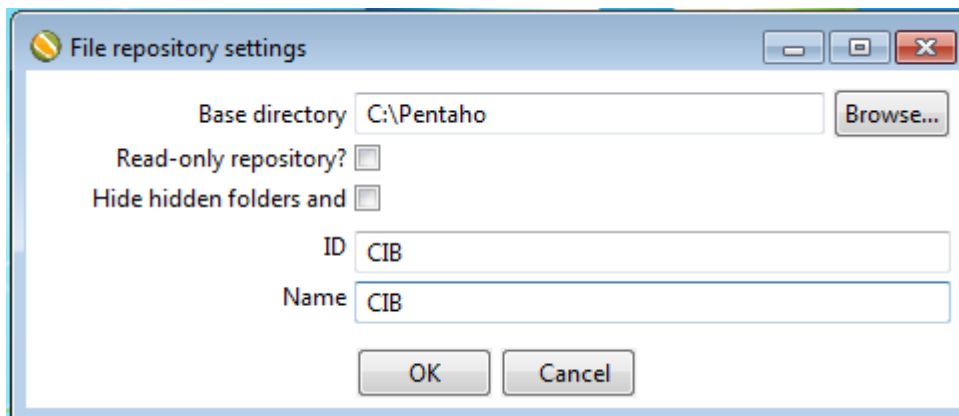 File repository settings
Base directory C:\Pentaho Browse...
Read-only repository?
Hide hidden folders and
ID CIB
Name CIB
OK Cancel